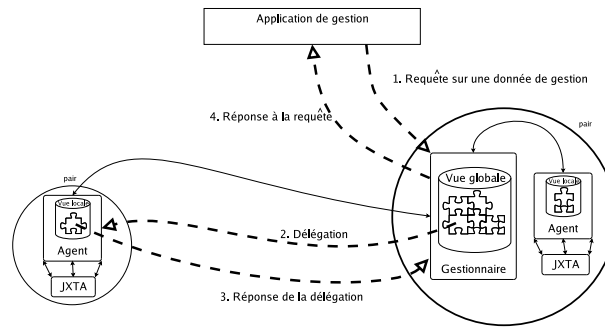 Application de gestion
1. Requête sur une donnée de gestion
4. Réponse à la requête
pair
Vue globale
Vue locale
Agent
Gestionnaire
JXTA
pair
Vue locale
Agent
JXTA
2. Délégation
3. Réponse de la délégation